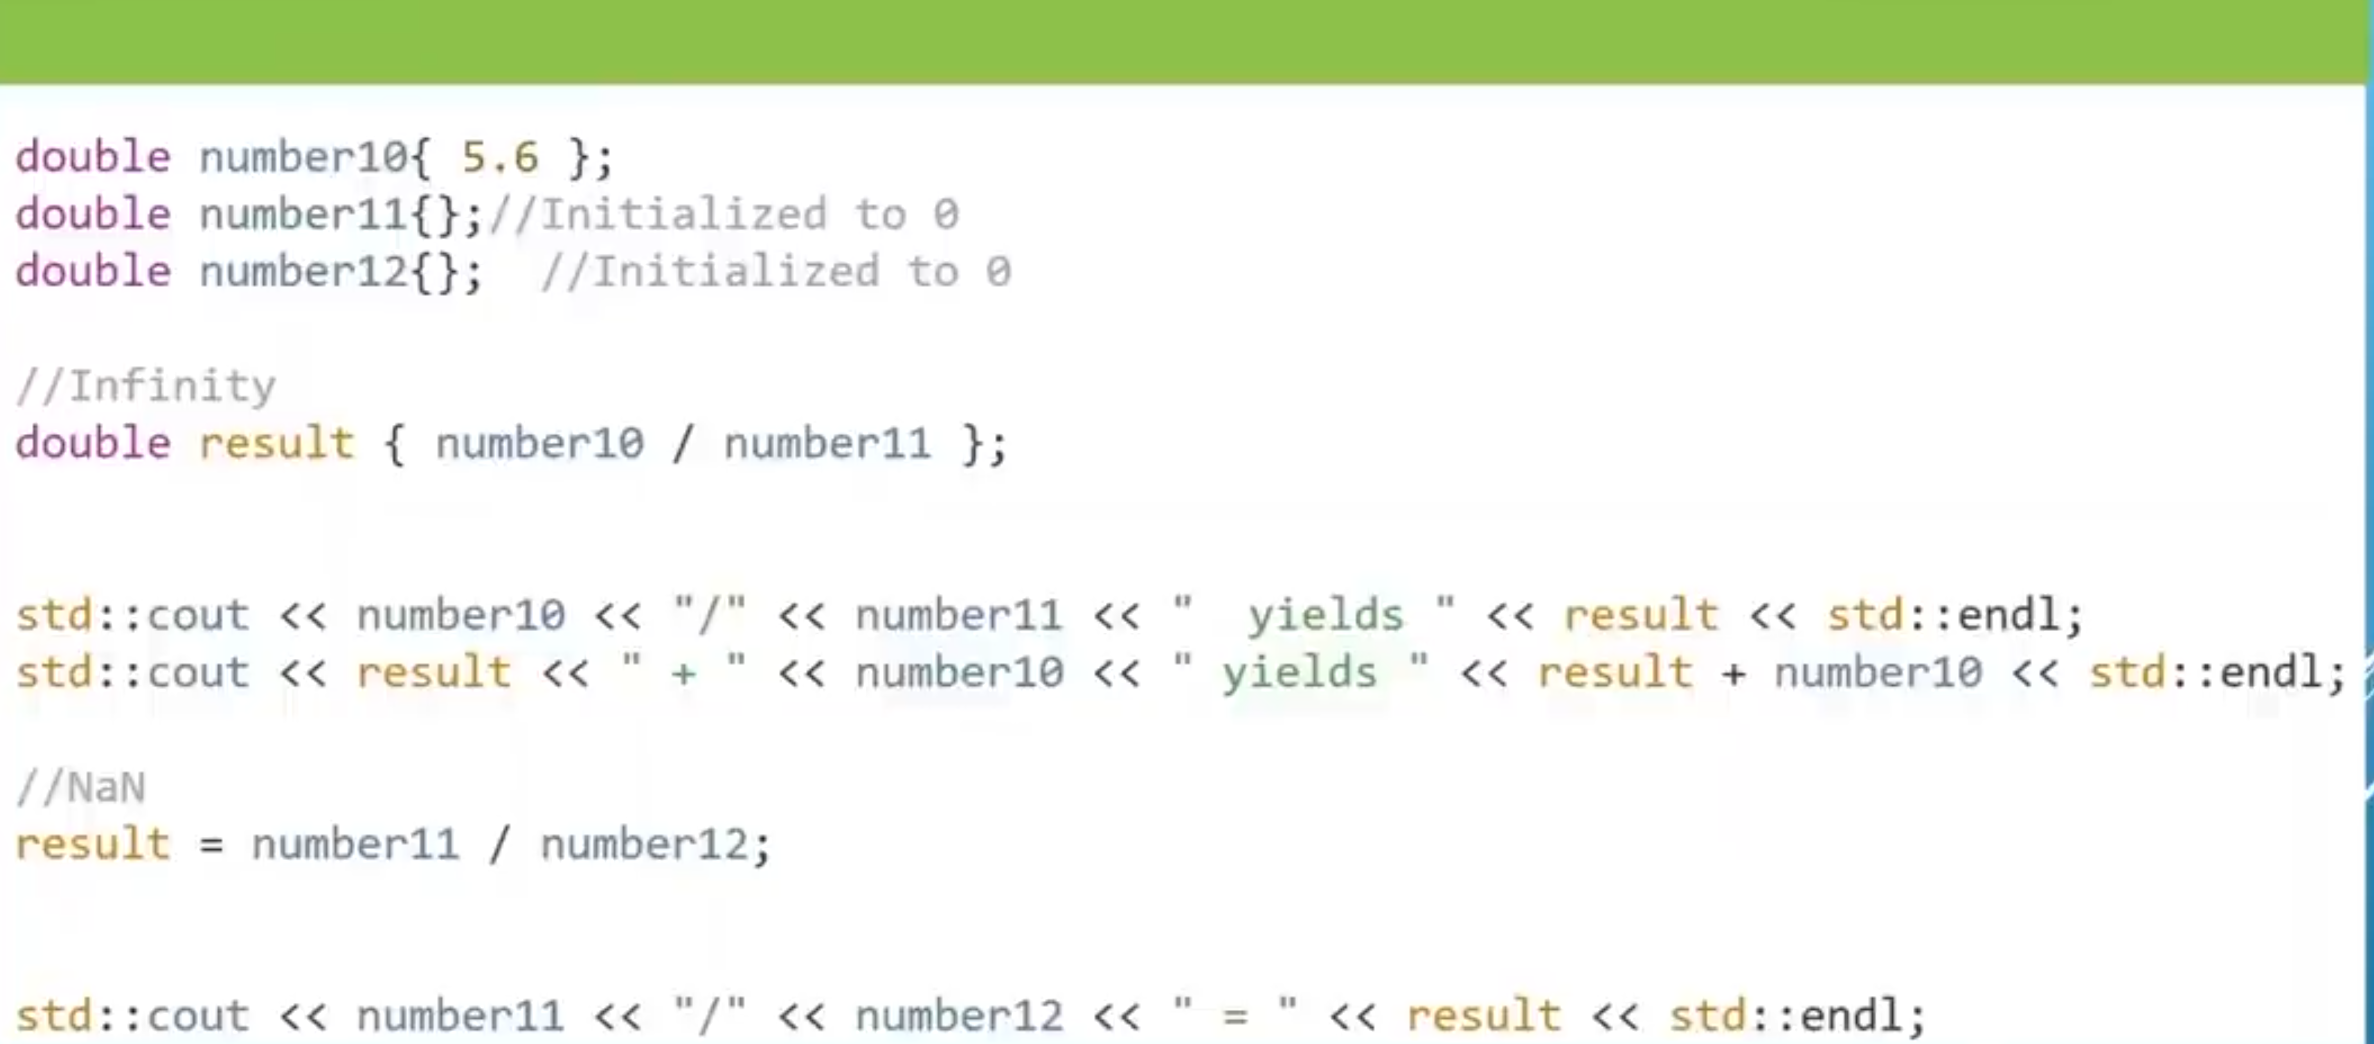 double number10{ 5.6 };
double number11{};//Initialized to 0
double number12{};  //Initialized to 0
//Infinity
double result { number10 / number11 };
std::cout << number10 << "/" << number11 << "  yields " << result << std::endl;
std::cout << result << " + " << number10 << " yields " << result + number10 << std::endl;
//NaN
result = number11 / number12;
std::cout << number11 << "/" << number12 << " = " << result << std::endl;